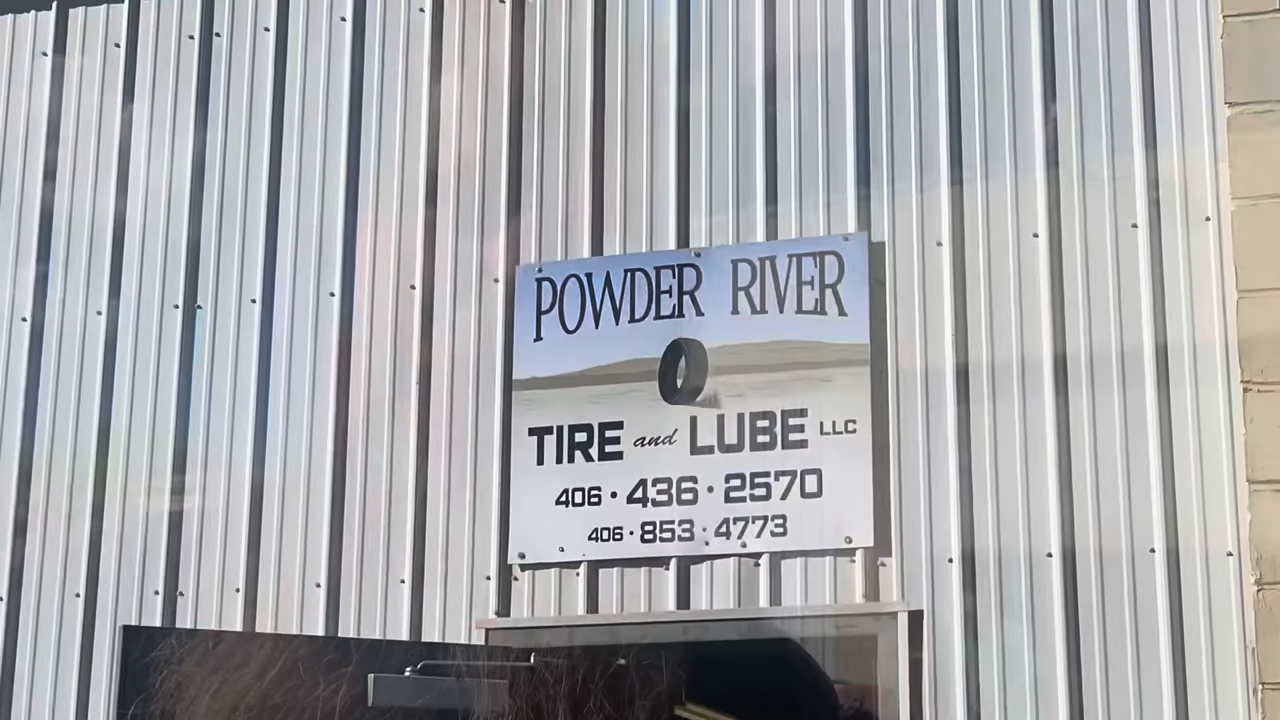 POWDER RIVER
TIRE and LUBE LLC
406 • 436 • 2570
406 • 853 • 4773